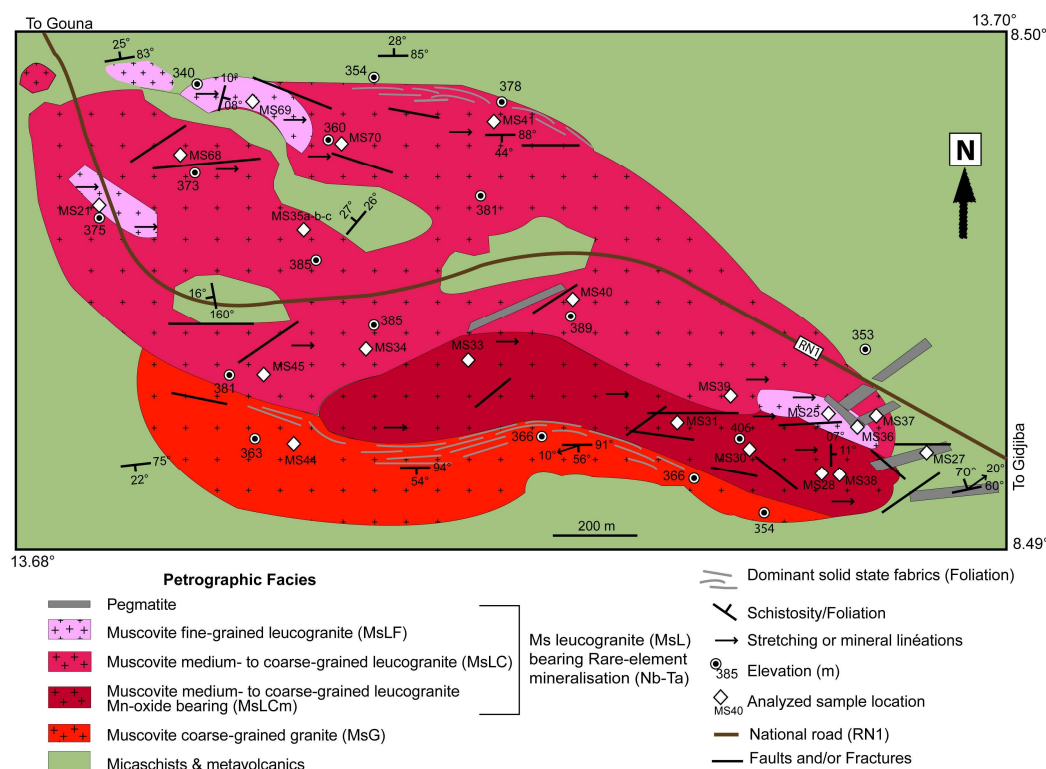 To Gouna
13.70°
8.50°
25°
83°
28°
85°
340
10°
08°
354
378
MS69
MS41
88°
44°
360
MS70
MS68
373
MS21
375
MS35a-b-c
27°
26°
381
385
16°
160°
MS40
389
385
MS34
MS33
RN1
353
MS45
381
MS39
MS25
MS37
MS36
MS31
406
MS30
07°
11°
MS27
363
MS44
366
10°
91°
56°
75°
22°
94°
54°
366
MS28
MS38
70°
20°
60°
354
200 m
N
To Gidjiba
13.68°
8.49°
Petrographic Facies
Pegmatite
Muscovite fine-grained leucogranite (MsLF)
Muscovite medium- to coarse-grained leucogranite (MsLC)
Muscovite medium- to coarse-grained leucogranite
Mn-oxide bearing (MsLCm)
Muscovite coarse-grained granite (MsG)
Micaschists & metavolcanics
Ms leucogranite (MsL)
bearing Rare-element
mineralisation (Nb-Ta)
Dominant solid state fabrics (Foliation)
Schistosity/Foliation
Stretching or mineral linéations
385
Elevation (m)
MS40
Analyzed sample location
National road (RN1)
Faults and/or Fractures